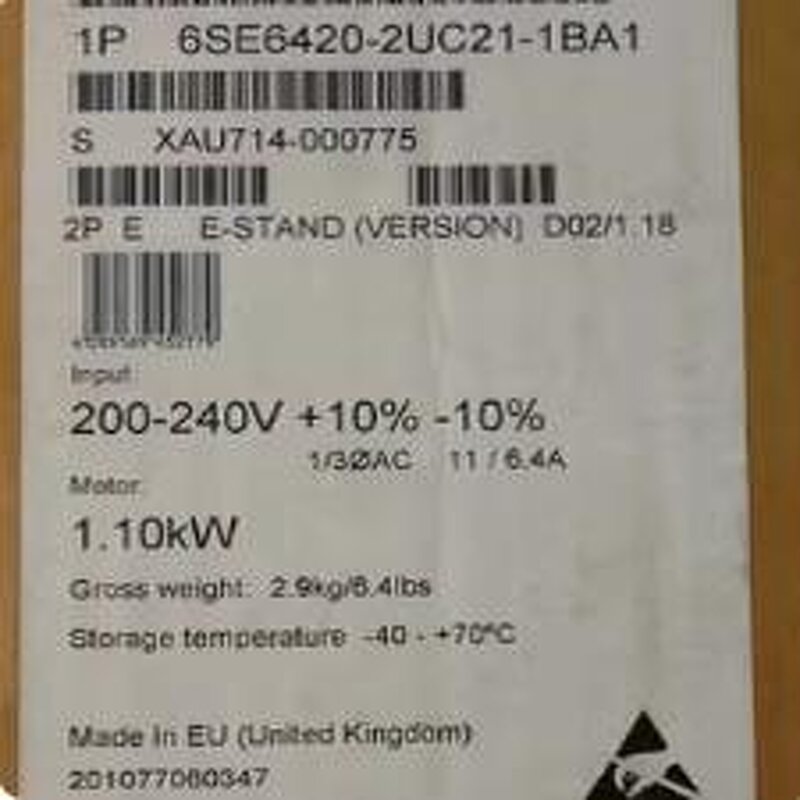 1P 6SE6420-2UC21-1BA1
S XAU714-000775
2P E E-STAND (VERSION) D02/1.18
Input:
200-240V +10% -10%
1/3ØAC 11 / 6.4A
Motor:
1.10kW
Gross weight: 2.9kg/6.4lbs
Storage temperature -40 - +70°C
Made In EU (United Kingdom)
201077060347